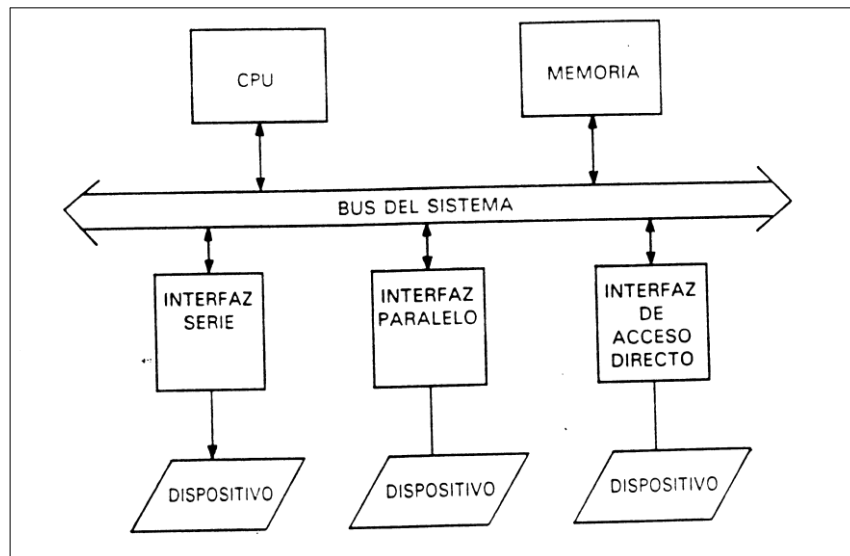 CPU
MEMORIA
BUS DEL SISTEMA
INTERFAZ
SERIE
INTERFAZ
PARALELO
INTERFAZ
DE
ACCESO
DIRECTO
DISPOSITIVO
DISPOSITIVO
DISPOSITIVO